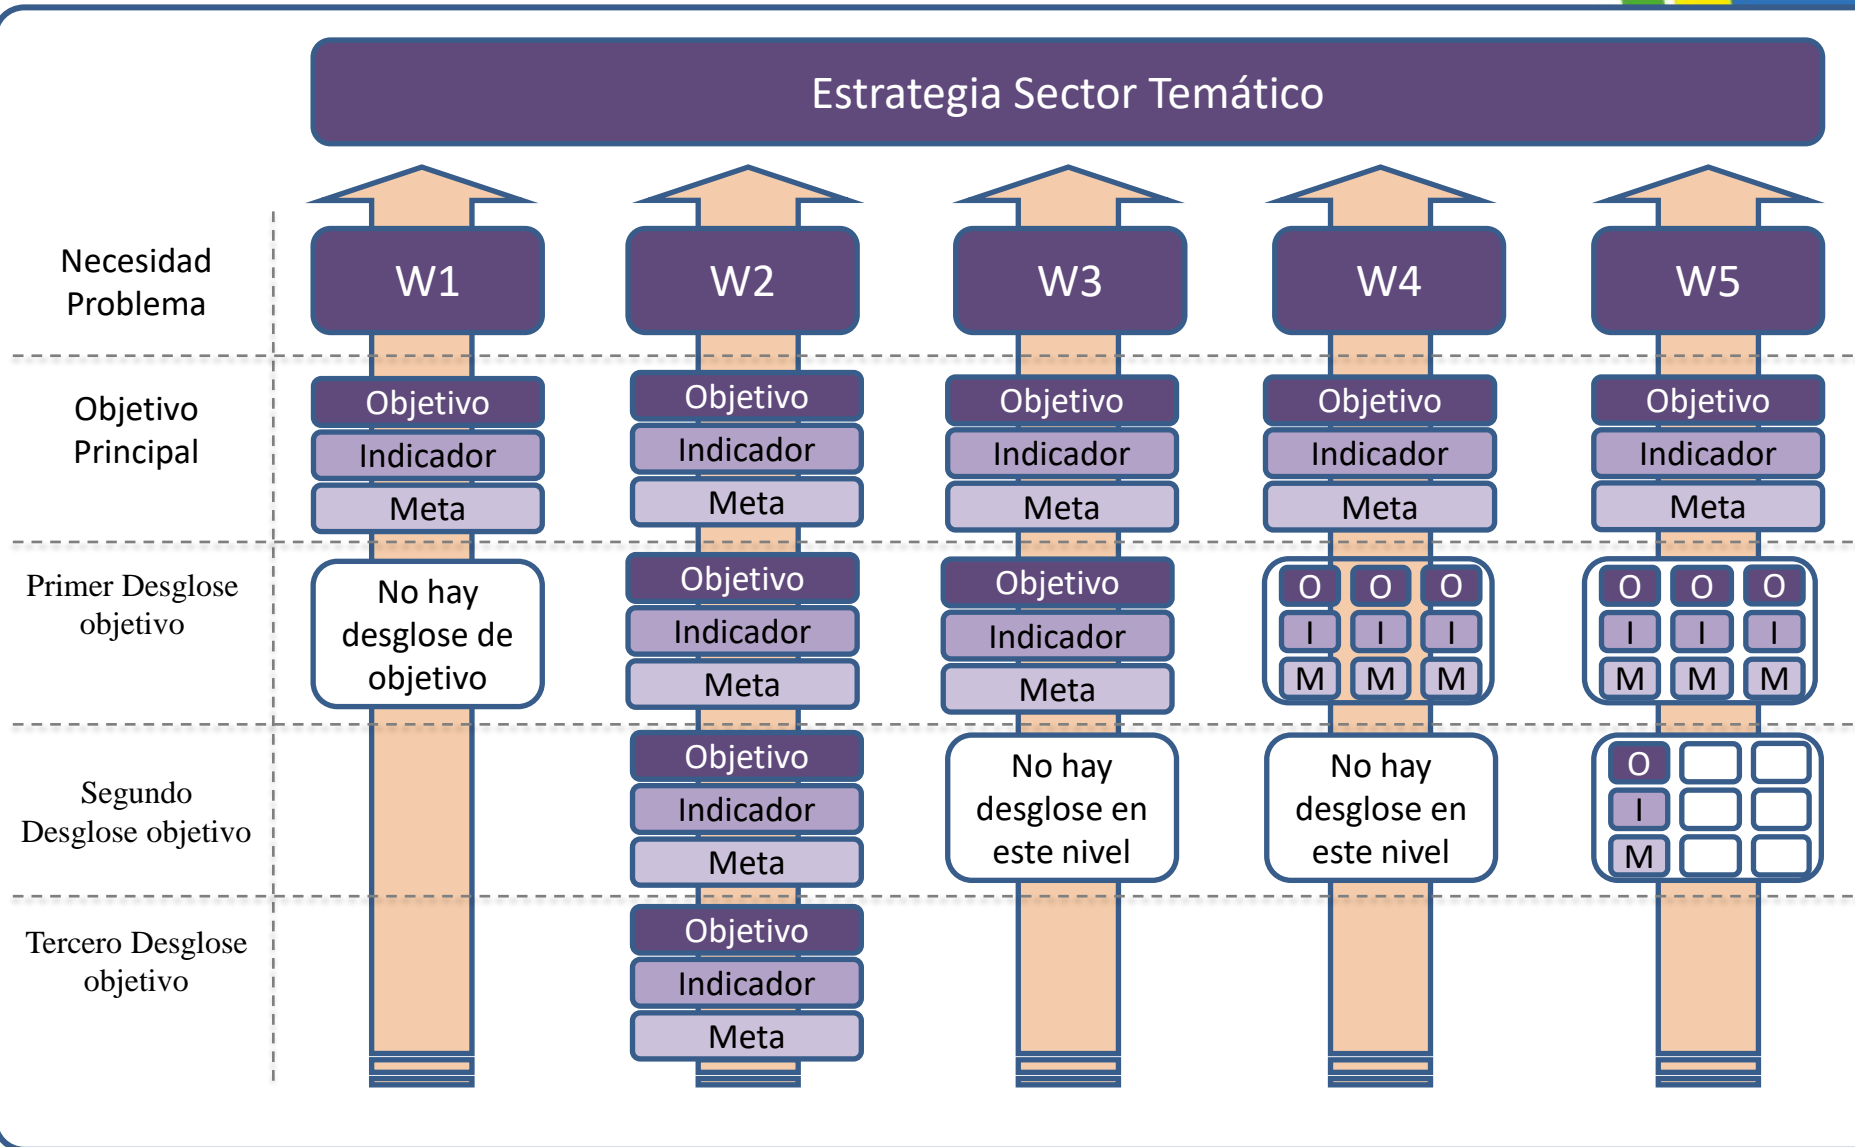 Estrategia Sector Temático
Necesidad
Problema
W1
W2
W3
W4
W5
Objetivo
Principal
Objetivo
Indicador
Meta
Objetivo
Indicador
Meta
Objetivo
Indicador
Meta
Objetivo
Indicador
Meta
Objetivo
Indicador
Meta
Primer Desglose
objetivo
No hay
desglose de
objetivo
Objetivo
Indicador
Meta
Objetivo
Indicador
Meta
O O O
I I I
M M M
O O O
I I I
M M M
Segundo
Desglose objetivo
Objetivo
Indicador
Meta
No hay
desglose en
este nivel
No hay
desglose en
este nivel
O
I
M
Tercero Desglose
objetivo
Objetivo
Indicador
Meta